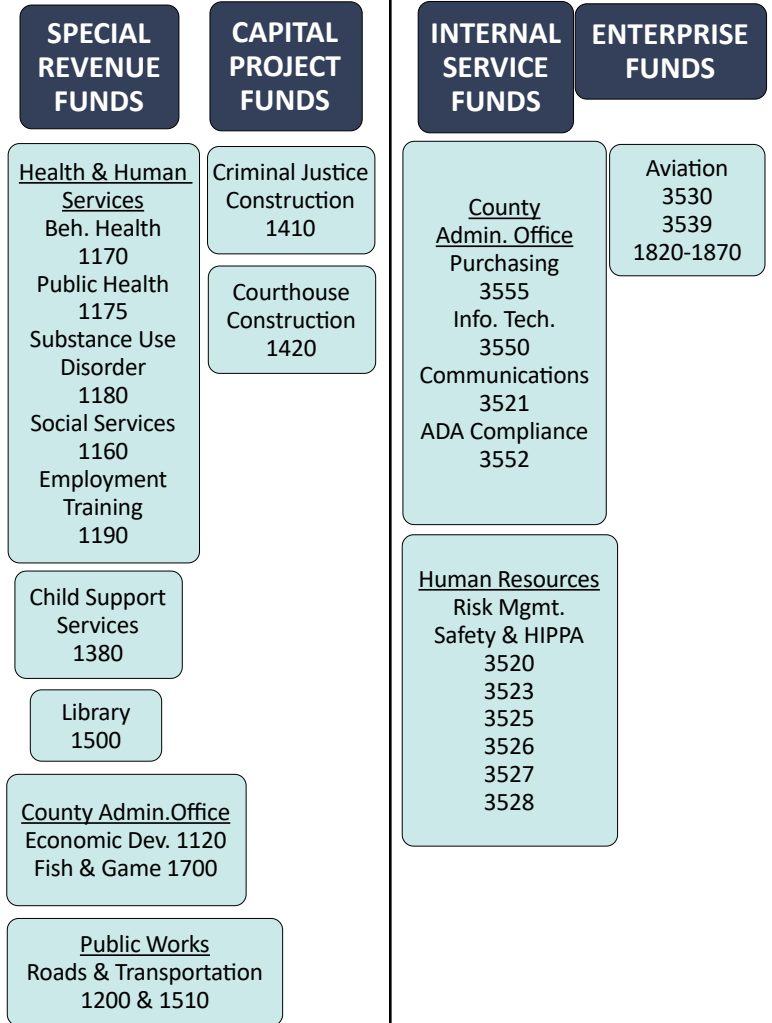 SPECIAL
REVENUE
FUNDS
Health & Human
Services
Beh. Health
1170
Public Health
1175
Substance Use
Disorder
1180
Social Services
1160
Employment
Training
1190
Child Support
Services
1380
Library
1500
County Admin.Office
Economic Dev. 1120
Fish & Game 1700
Public Works
Roads & Transportation
1200 & 1510
CAPITAL
PROJECT
FUNDS
Criminal Justice
Construction
1410
Courthouse
Construction
1420
INTERNAL
SERVICE
FUNDS
County
Admin. Office
Purchasing
3555
Info. Tech.
3550
Communications
3521
ADA Compliance
3552
Human Resources
Risk Mgmt.
Safety & HIPPA
3520
3523
3525
3526
3527
3528
ENTERPRISE
FUNDS
Aviation
3530
3539
1820-1870